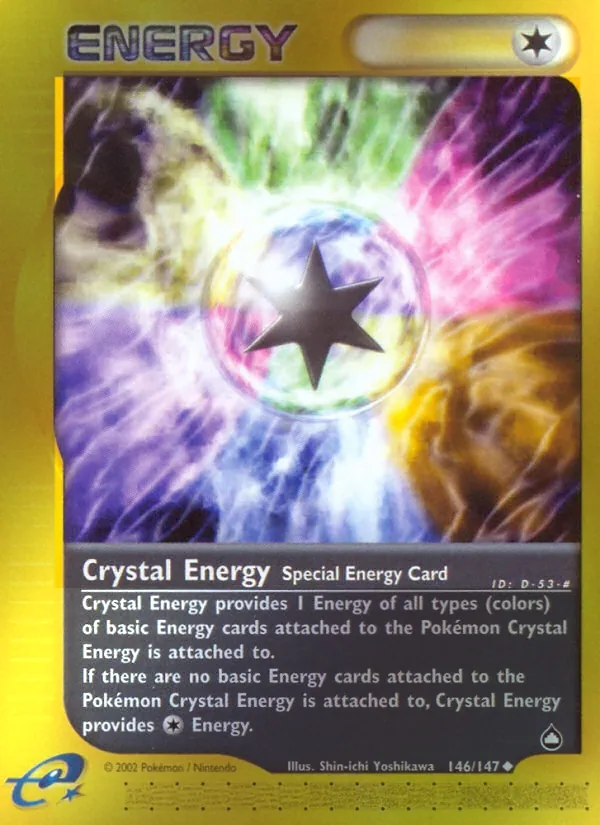 ENERGY
Crystal Energy Special Energy Card
ID: D-53-#
Crystal Energy provides 1 Energy of all types (colors)
of basic Energy cards attached to the Pokémon Crystal
Energy is attached to.
If there are no basic Energy cards attached to the
Pokémon Crystal Energy is attached to, Crystal Energy
provides Energy.
© 2002 Pokémon / Nintendo Illus. Shin-ichi Yoshikawa 146/147 ◆
e